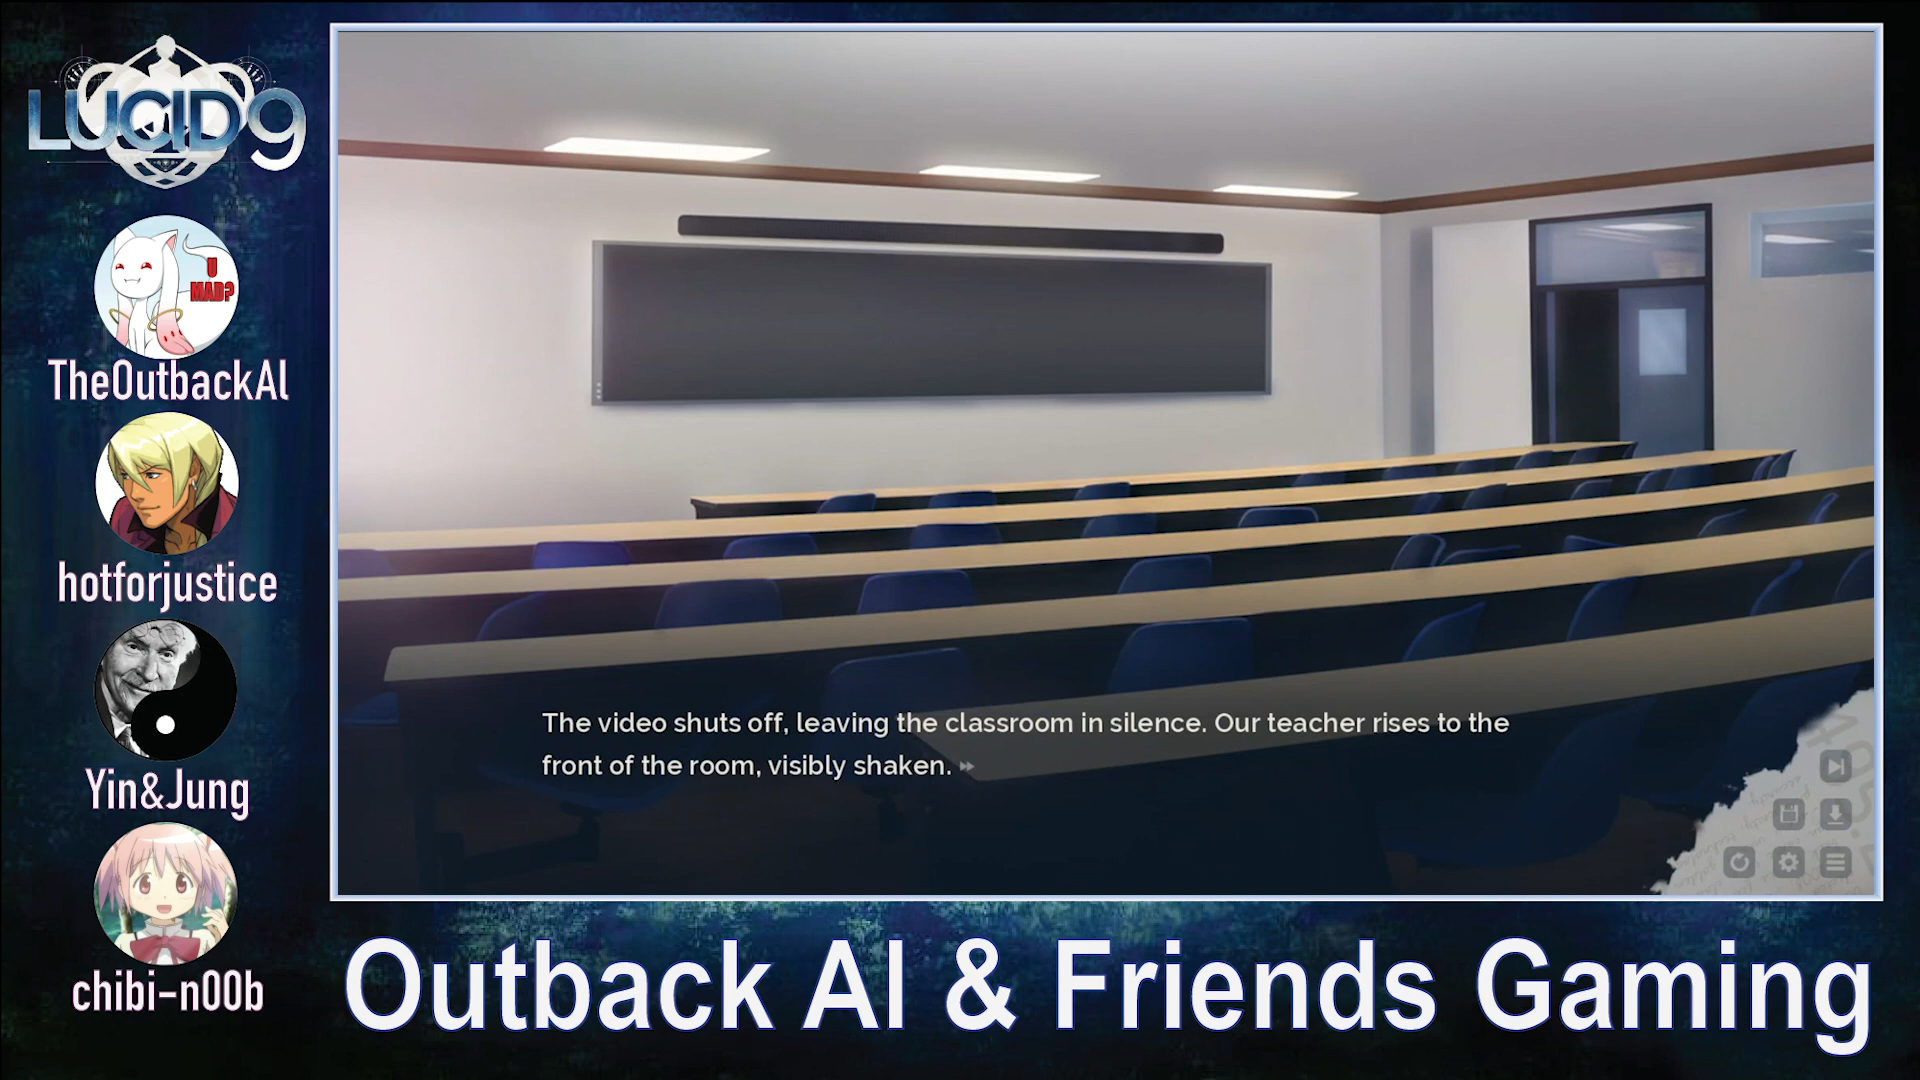 LUCID9
U
MAD?
TheOutbackAl
hotforjustice
Yin&Jung
chibi-n00b
The video shuts off, leaving the classroom in silence. Our teacher rises to the
front of the room, visibly shaken.
Outback Al & Friends Gaming